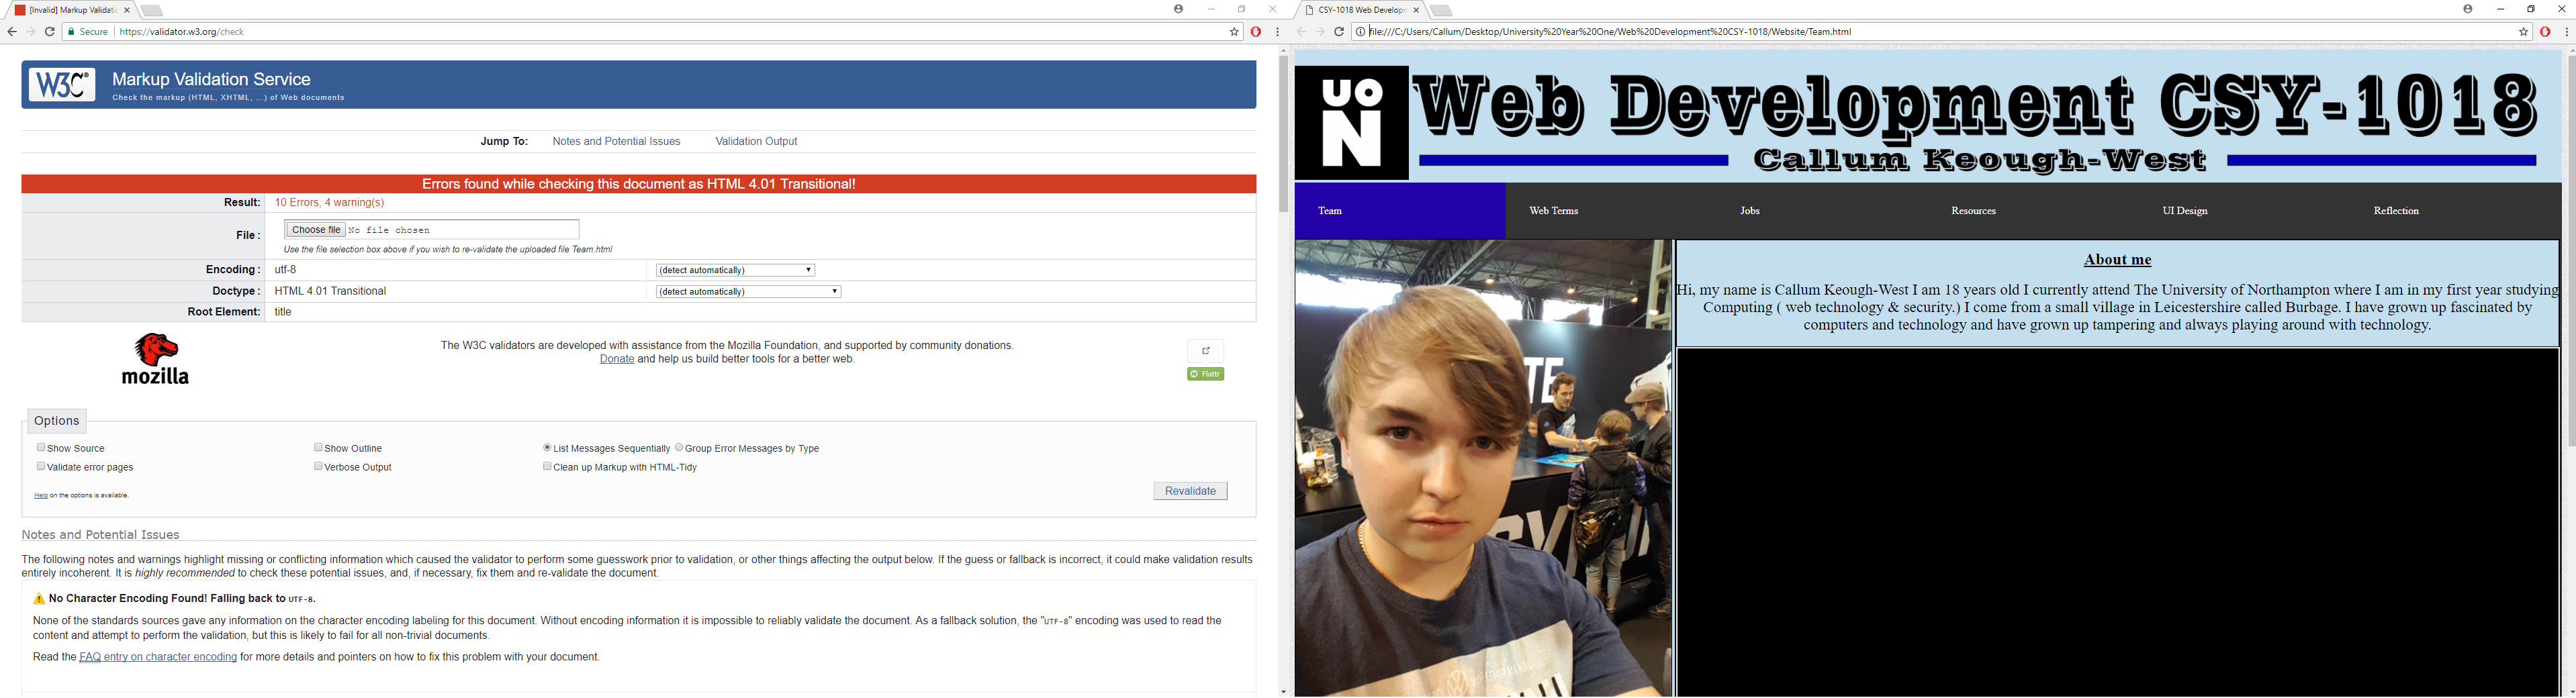 [Invalid] Markup Validatio
Secure | https://validator.w3.org/check
W3C®
Markup Validation Service
Check the markup (HTML, XHTML, …) of Web documents
Jump To: Notes and Potential Issues Validation Output
Errors found while checking this document as HTML 4.01 Transitional!
Result: 10 Errors, 4 warning(s)
File : Choose file No file chosen
Use the file selection box above if you wish to re-validate the uploaded file Team.html
Encoding : utf-8 (detect automatically)
Doctype : HTML 4.01 Transitional (detect automatically)
Root Element: title
mozilla
The W3C validators are developed with assistance from the Mozilla Foundation, and supported by community donations.
Donate and help us build better tools for a better web.
Flattr
Options
Show Source Show Outline List Messages Sequentially Group Error Messages by Type
Validate error pages Verbose Output Clean up Markup with HTML-Tidy
Help on the options is available.
Revalidate
Notes and Potential Issues
The following notes and warnings highlight missing or conflicting information which caused the validator to perform some guesswork prior to validation, or other things affecting the output below. If the guess or fallback is incorrect, it could make validation results
entirely incoherent. It is highly recommended to check these potential issues, and, if necessary, fix them and re-validate the document.
No Character Encoding Found! Falling back to UTF-8.
None of the standards sources gave any information on the character encoding labeling for this document. Without encoding information it is impossible to reliably validate the document. As a fallback solution, the "UTF-8" encoding was used to read the
content and attempt to perform the validation, but this is likely to fail for all non-trivial documents.
Read the FAQ entry on character encoding for more details and pointers on how to fix this problem with your document.
CSY-1018 Web Developm
file:///C:/Users/Callum/Desktop/University%20Year%20One/Web%20Development%20CSY-1018/Website/Team.html
UO
N
Web Development CSY-1018
Callum Keough-West
Team Web Terms Jobs Resources UI Design Reflection
About me
Hi, my name is Callum Keough-West I am 18 years old I currently attend The University of Northampton where I am in my first year studying
Computing ( web technology & security.) I come from a small village in Leicestershire called Burbage. I have grown up fascinated by
computers and technology and have grown up tampering and always playing around with technology.